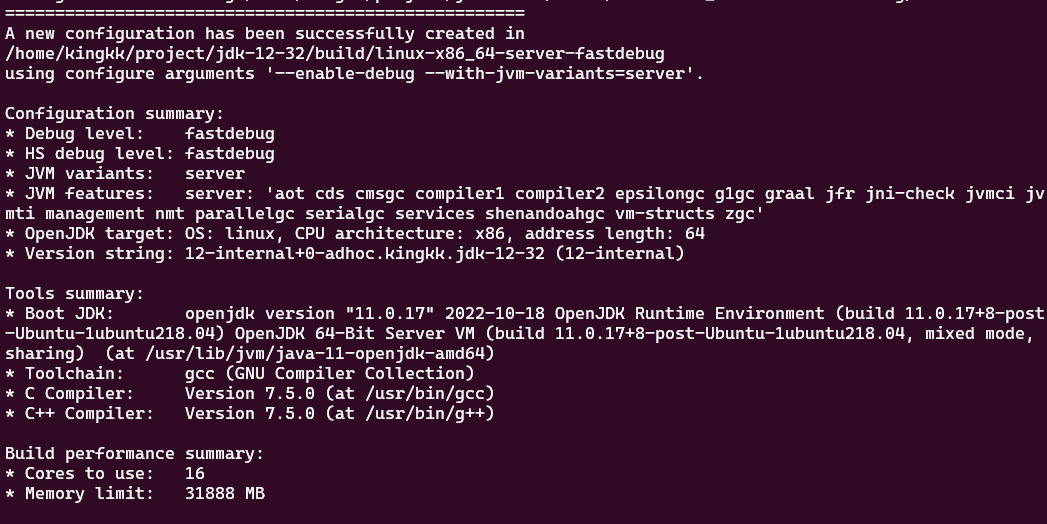 ====================================================
A new configuration has been successfully created in
/home/kingkk/project/jdk-12-32/build/linux-x86_64-server-fastdebug
using configure arguments '--enable-debug --with-jvm-variants=server'.
Configuration summary:
* Debug level:    fastdebug
* HS debug level: fastdebug
* JVM variants:   server
* JVM features:   server: 'aot cds cmsgc compiler1 compiler2 epsilongc g1gc graal jfr jni-check jvmci jv
mti management nmt parallelgc serialgc services shenandoahgc vm-structs zgc'
* OpenJDK target: OS: linux, CPU architecture: x86, address length: 64
* Version string: 12-internal+0-adhoc.kingkk.jdk-12-32 (12-internal)
Tools summary:
* Boot JDK:       openjdk version "11.0.17" 2022-10-18 OpenJDK Runtime Environment (build 11.0.17+8-post
-Ubuntu-1ubuntu218.04) OpenJDK 64-Bit Server VM (build 11.0.17+8-post-Ubuntu-1ubuntu218.04, mixed mode,
sharing)  (at /usr/lib/jvm/java-11-openjdk-amd64)
* Toolchain:      gcc (GNU Compiler Collection)
* C Compiler:     Version 7.5.0 (at /usr/bin/gcc)
* C++ Compiler:   Version 7.5.0 (at /usr/bin/g++)
Build performance summary:
* Cores to use:   16
* Memory limit:   31888 MB